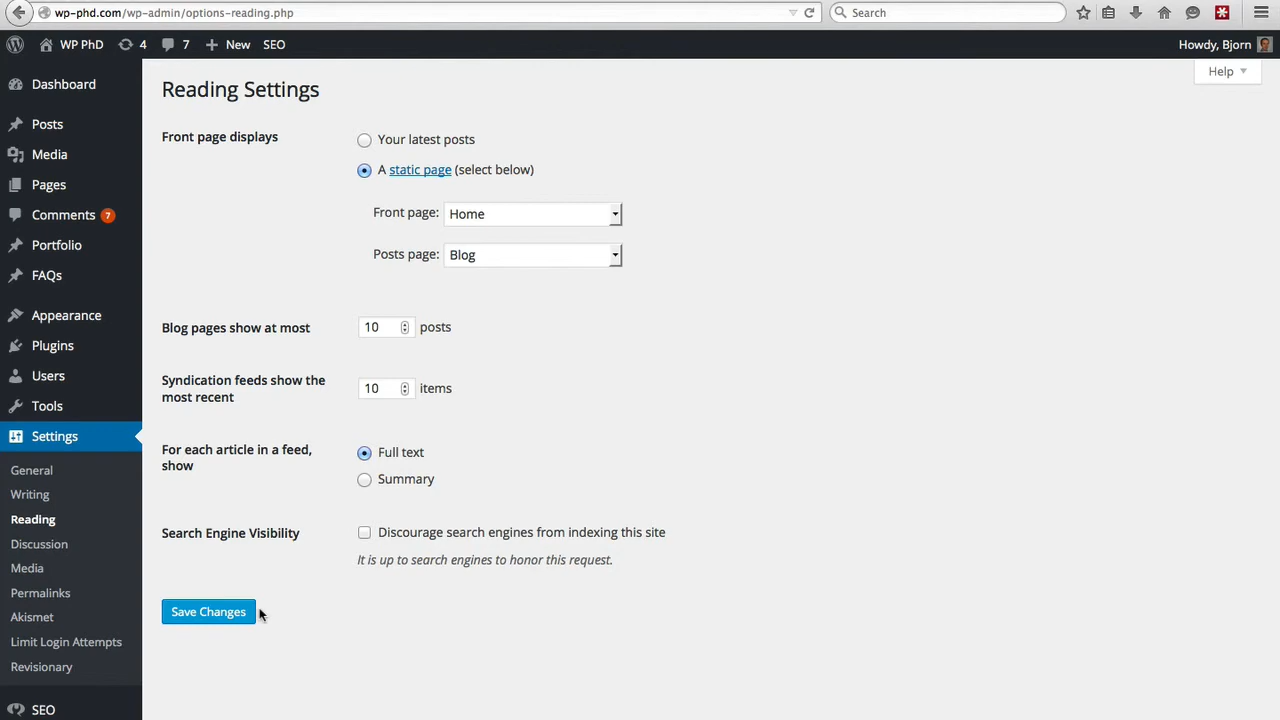 wp-phd.com/wp-admin/options-reading.php
Search
WP PhD
4
7
New
SEO
Howdy, Bjorn
Help
Dashboard
Posts
Media
Pages
Comments 7
Portfolio
FAQs
Appearance
Plugins
Users
Tools
Settings
General
Writing
Reading
Discussion
Media
Permalinks
Akismet
Limit Login Attempts
Revisionary
SEO
Reading Settings
Front page displays
Your latest posts
A static page (select below)
Front page: Home
Posts page: Blog
Blog pages show at most
10 posts
Syndication feeds show the
most recent
10 items
For each article in a feed,
show
Full text
Summary
Search Engine Visibility
Discourage search engines from indexing this site
It is up to search engines to honor this request.
Save Changes